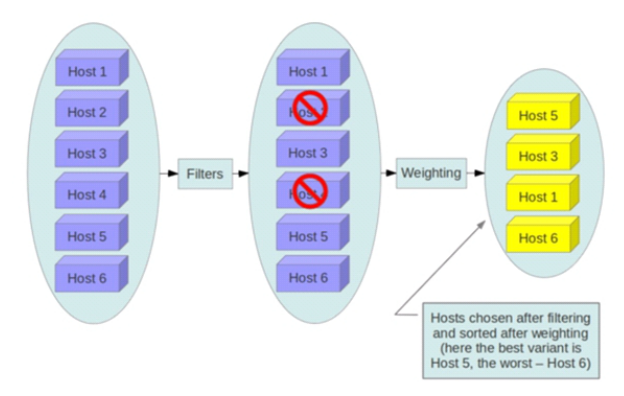 Host 1
Host 2
Host 3
Host 4
Host 5
Host 6
Filters
Host 1
Host 3
Host 5
Host 6
Weighting
Host 5
Host 3
Host 1
Host 6
Hosts chosen after filtering
and sorted after weighting
(here the best variant is
Host 5, the worst – Host 6)